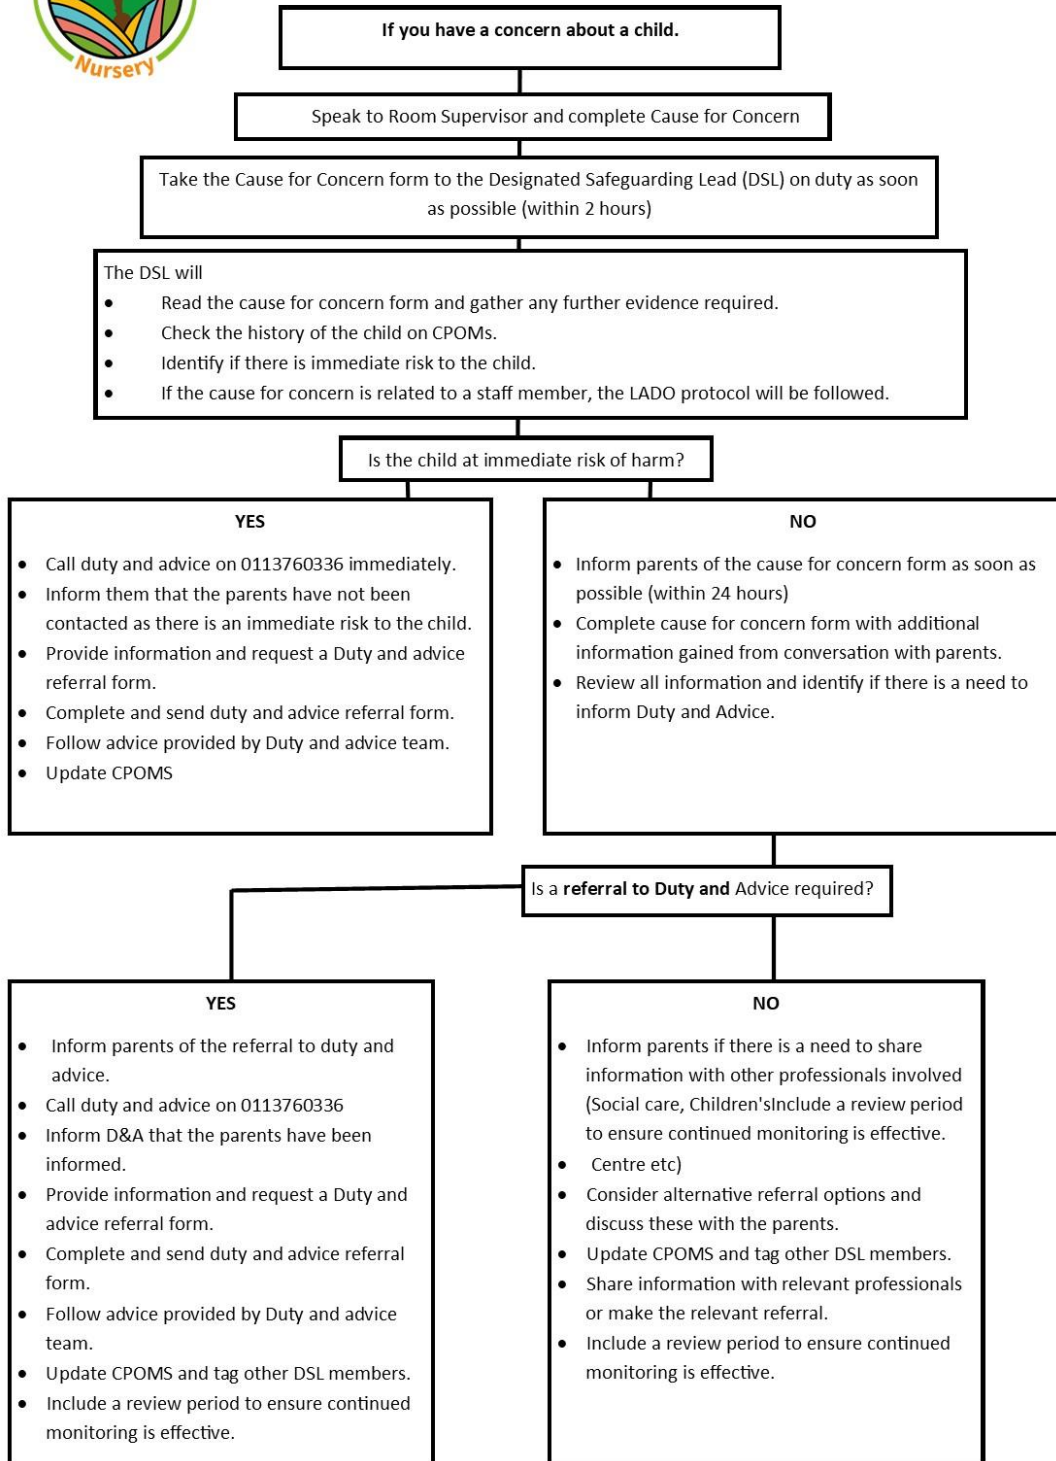 Nursery
If you have a concern about a child.
Speak to Room Supervisor and complete Cause for Concern
Take the Cause for Concern form to the Designated Safeguarding Lead (DSL) on duty as soon
as possible (within 2 hours)
The DSL will
• Read the cause for concern form and gather any further evidence required.
• Check the history of the child on CPOMs.
• Identify if there is immediate risk to the child.
• If the cause for concern is related to a staff member, the LADO protocol will be followed.
Is the child at immediate risk of harm?
YES
• Call duty and advice on 0113760336 immediately.
• Inform them that the parents have not been
contacted as there is an immediate risk to the child.
• Provide information and request a Duty and advice
referral form.
• Complete and send duty and advice referral form.
• Follow advice provided by Duty and advice team.
• Update CPOMS
NO
• Inform parents of the cause for concern form as soon as
possible (within 24 hours)
• Complete cause for concern form with additional
information gained from conversation with parents.
• Review all information and identify if there is a need to
inform Duty and Advice.
Is a referral to Duty and Advice required?
YES
• Inform parents of the referral to duty and
advice.
• Call duty and advice on 0113760336
• Inform D&A that the parents have been
informed.
• Provide information and request a Duty and
advice referral form.
• Complete and send duty and advice referral
form.
• Follow advice provided by Duty and advice
team.
• Update CPOMS and tag other DSL members.
• Include a review period to ensure continued
monitoring is effective.
NO
• Inform parents if there is a need to share
information with other professionals involved
(Social care, Children'sInclude a review period
to ensure continued monitoring is effective.
• Centre etc)
• Consider alternative referral options and
discuss these with the parents.
• Update CPOMS and tag other DSL members.
• Share information with relevant professionals
or make the relevant referral.
• Include a review period to ensure continued
monitoring is effective.